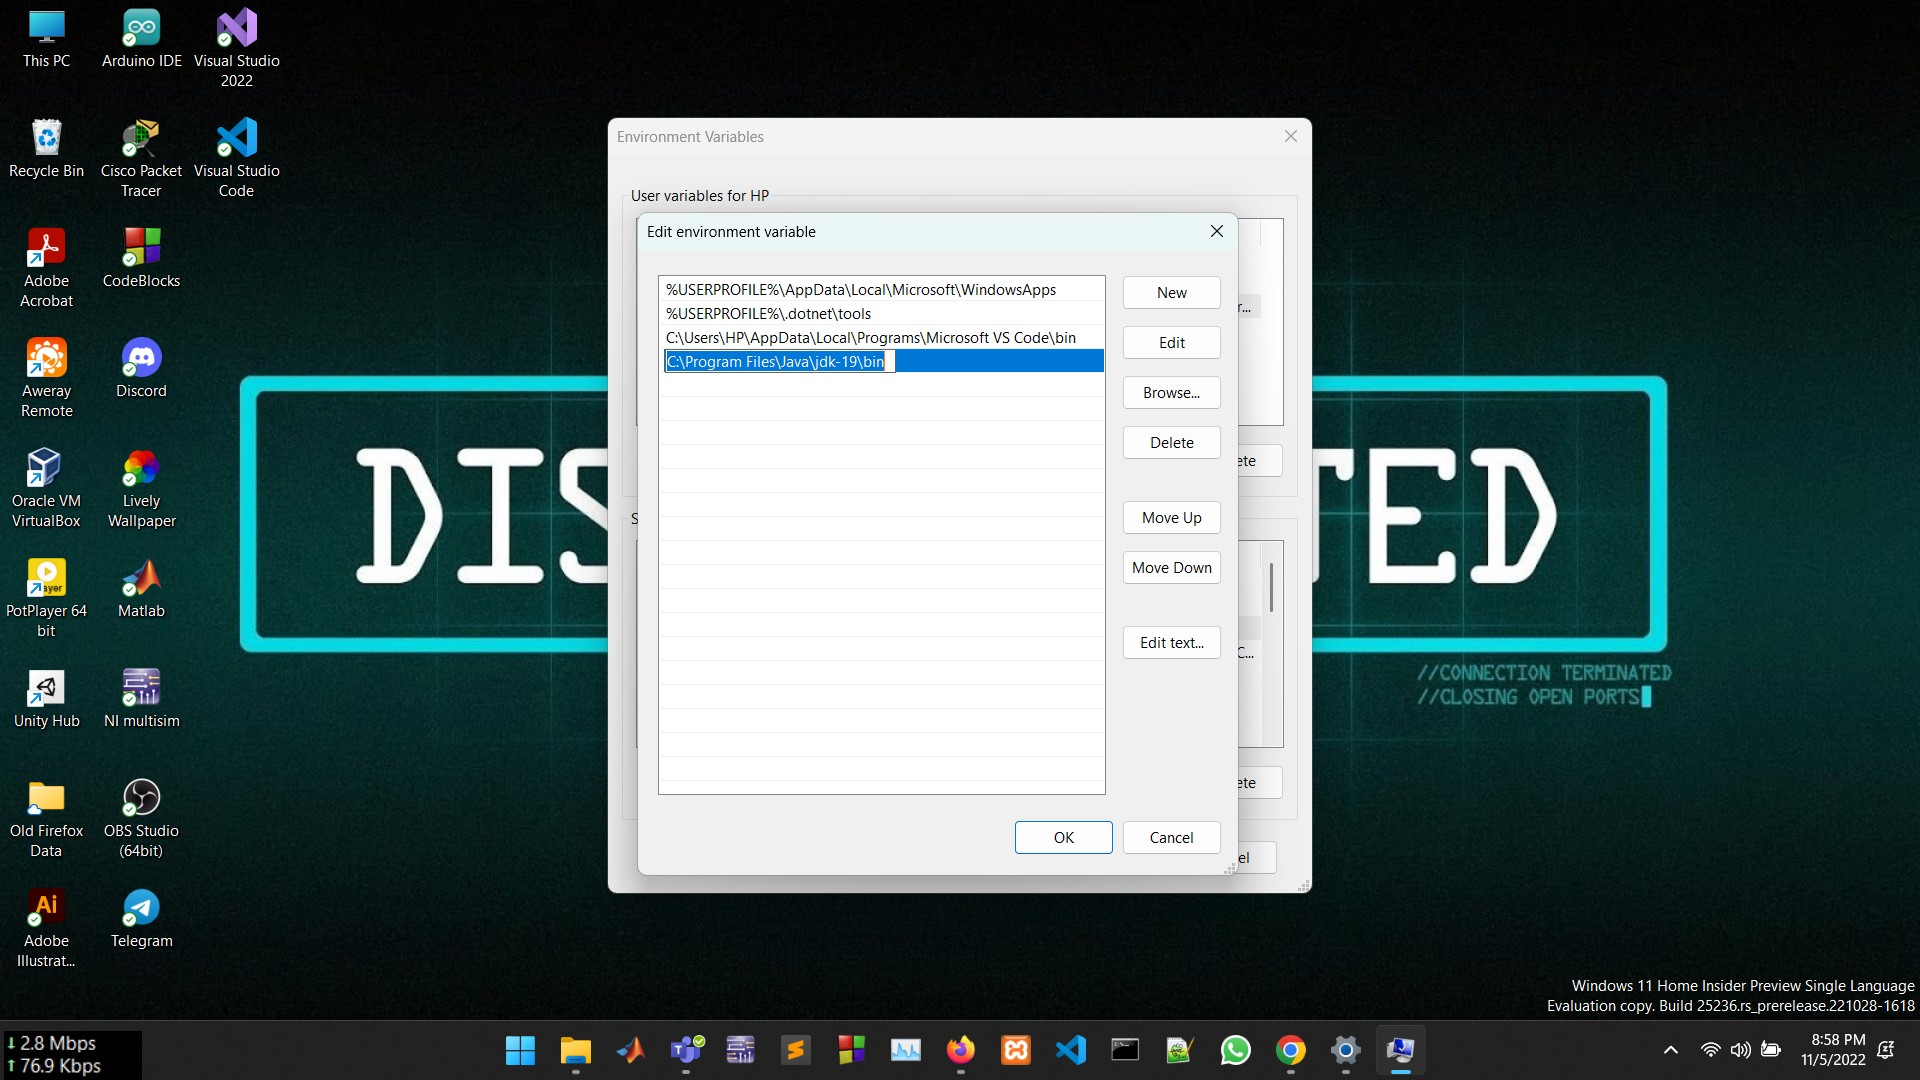 This PC
Arduino IDE
Visual Studio
2022
Recycle Bin
Cisco Packet
Tracer
Visual Studio
Code
Adobe
Acrobat
CodeBlocks
Aweray
Remote
Discord
Oracle VM
VirtualBox
Lively
Wallpaper
PotPlayer 64
bit
Matlab
Unity Hub
NI multisim
Old Firefox
Data
OBS Studio
(64bit)
Ai
Adobe
Illustrat...
Telegram
Environment Variables
User variables for HP
Edit environment variable
%USERPROFILE%\AppData\Local\Microsoft\WindowsApps
%USERPROFILE%\.dotnet\tools
C:\Users\HP\AppData\Local\Programs\Microsoft VS Code\bin
C:\Program Files\Java\jdk-19\bin
New
Edit
Browse...
Delete
Move Up
Move Down
Edit text...
OK
Cancel
r...
ete
S
C...
ete
el
DIS TED
//CONNECTION TERMINATED
//CLOSING OPEN PORTS
Windows 11 Home Insider Preview Single Language
Evaluation copy. Build 25236.rs_prerelease.221028-1618
2.8 Mbps
76.9 Kbps
8:58 PM
11/5/2022